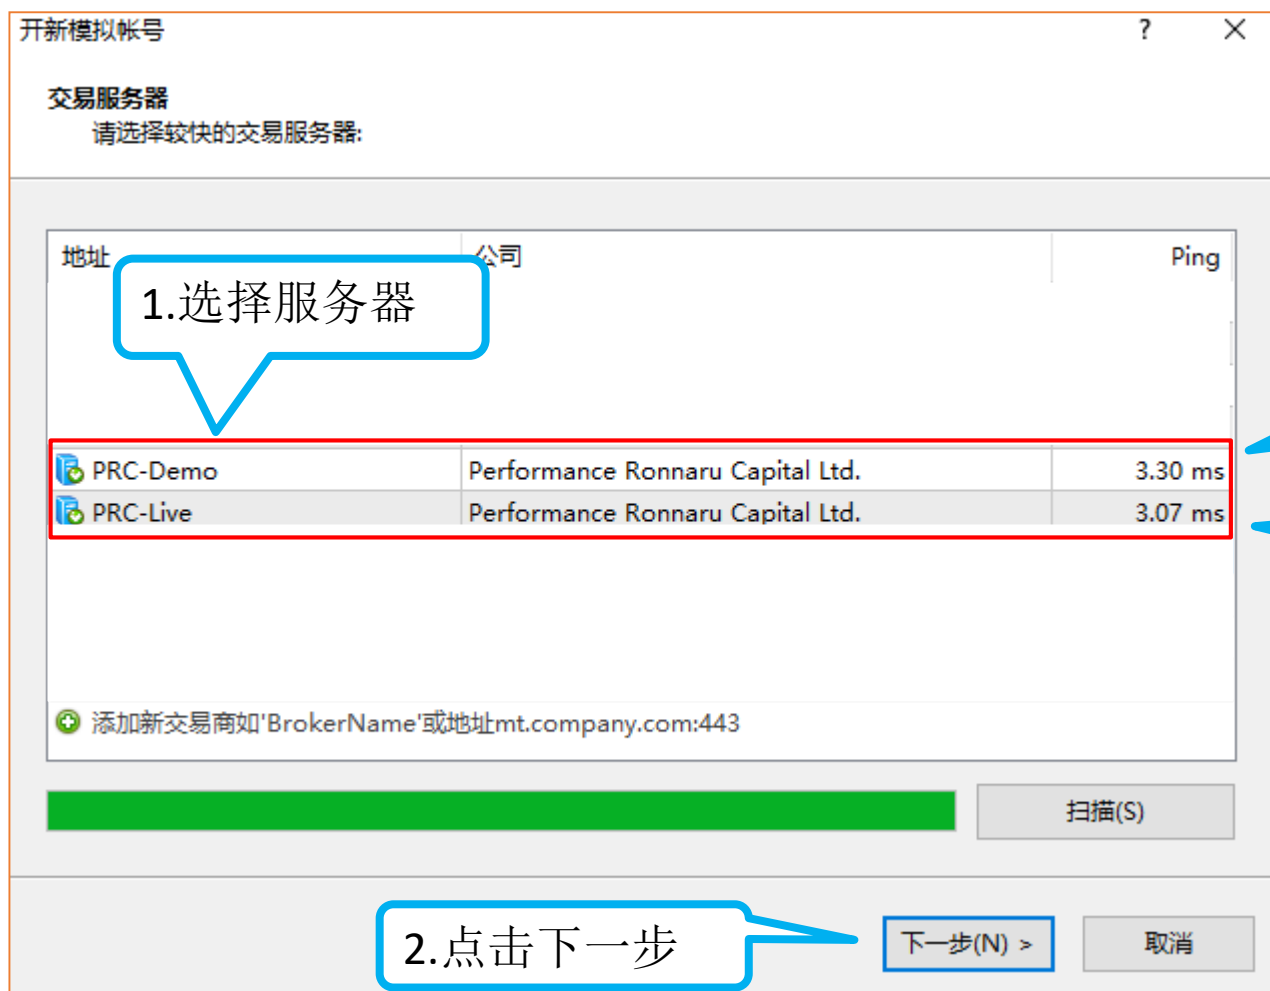 开新模拟帐号
?
交易服务器
请选择较快的交易服务器:
地址 公司 Ping
1.选择服务器
PRC-Demo Performance Ronnaru Capital Ltd. 3.30 ms
PRC-Live Performance Ronnaru Capital Ltd. 3.07 ms
添加新交易商如'BrokerName'或地址mt.company.com:443
扫描(S)
2.点击下一步
下一步(N) >
取消